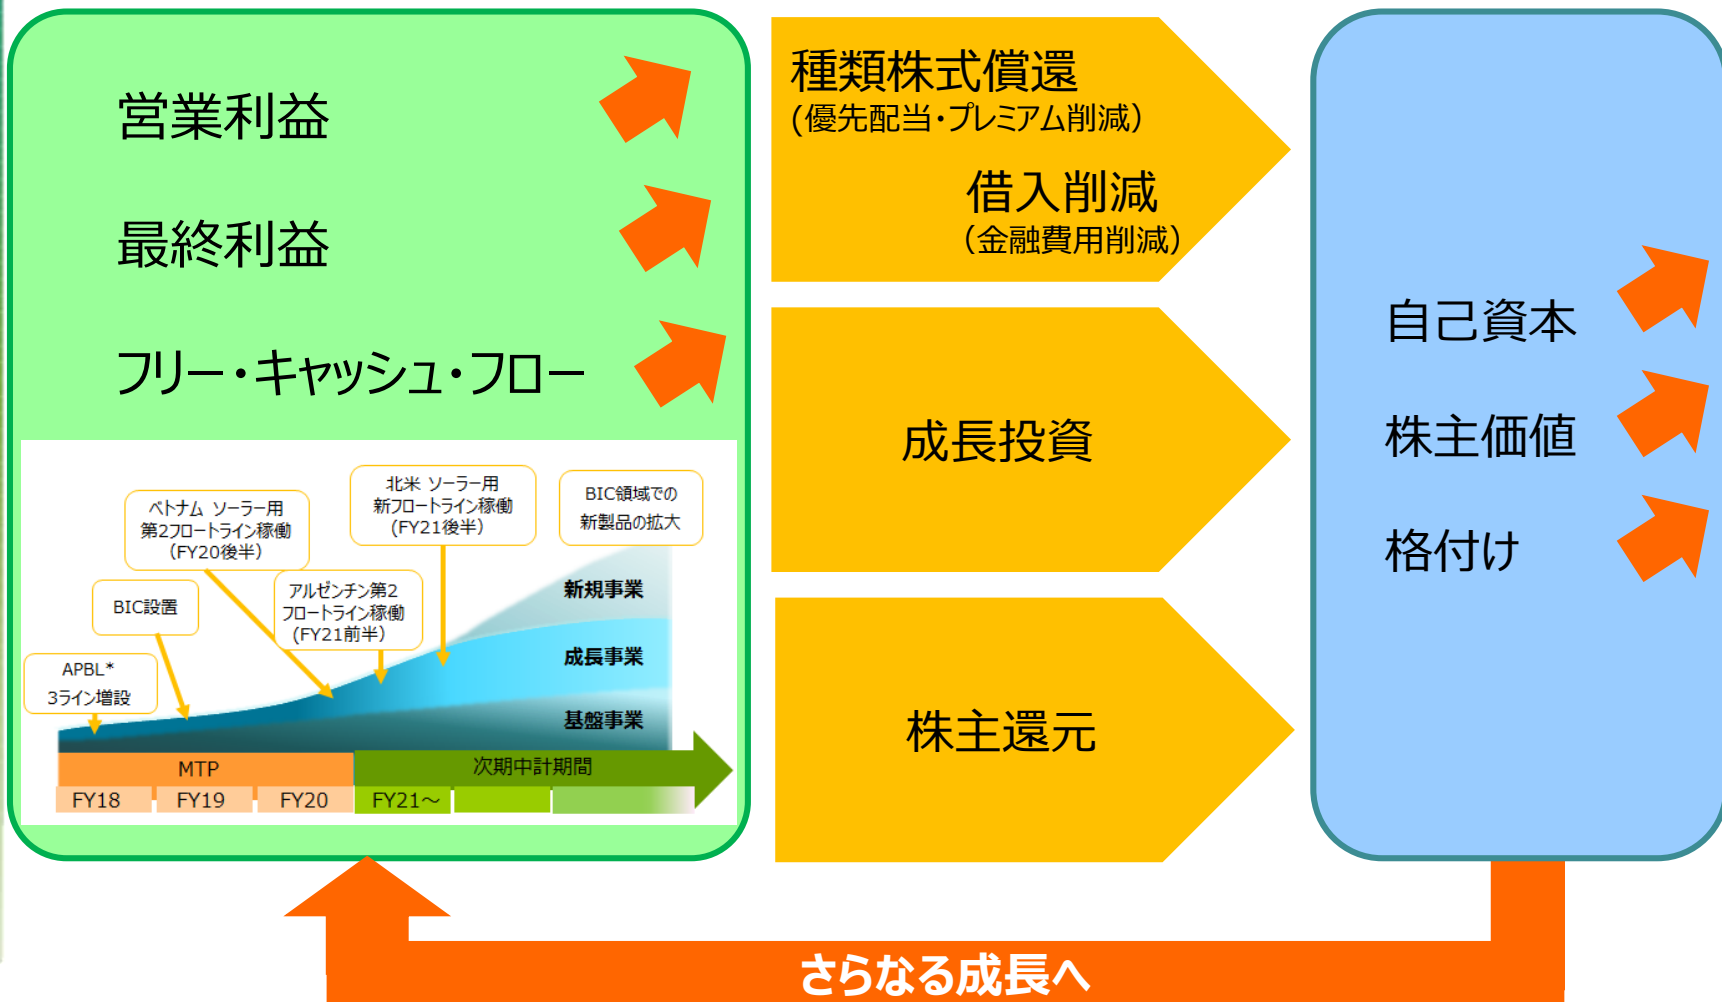 営業利益
最終利益
フリー・キャッシュ・フロー
北米 ソーラー用
新フロートライン稼働
(FY21後半)
BIC領域での
新製品の拡大
ベトナム ソーラー用
第2フロートライン稼働
(FY20後半)
アルゼンチン第2
フロートライン稼働
(FY21前半)
BIC設置
APBL*
3ライン増設
新規事業
成長事業
基盤事業
MTP
次期中計期間
FY18
FY19
FY20
FY21～
種類株式償還
(優先配当・プレミアム削減)
借入削減
(金融費用削減)
成長投資
株主還元
自己資本
株主価値
格付け
さらなる成長へ